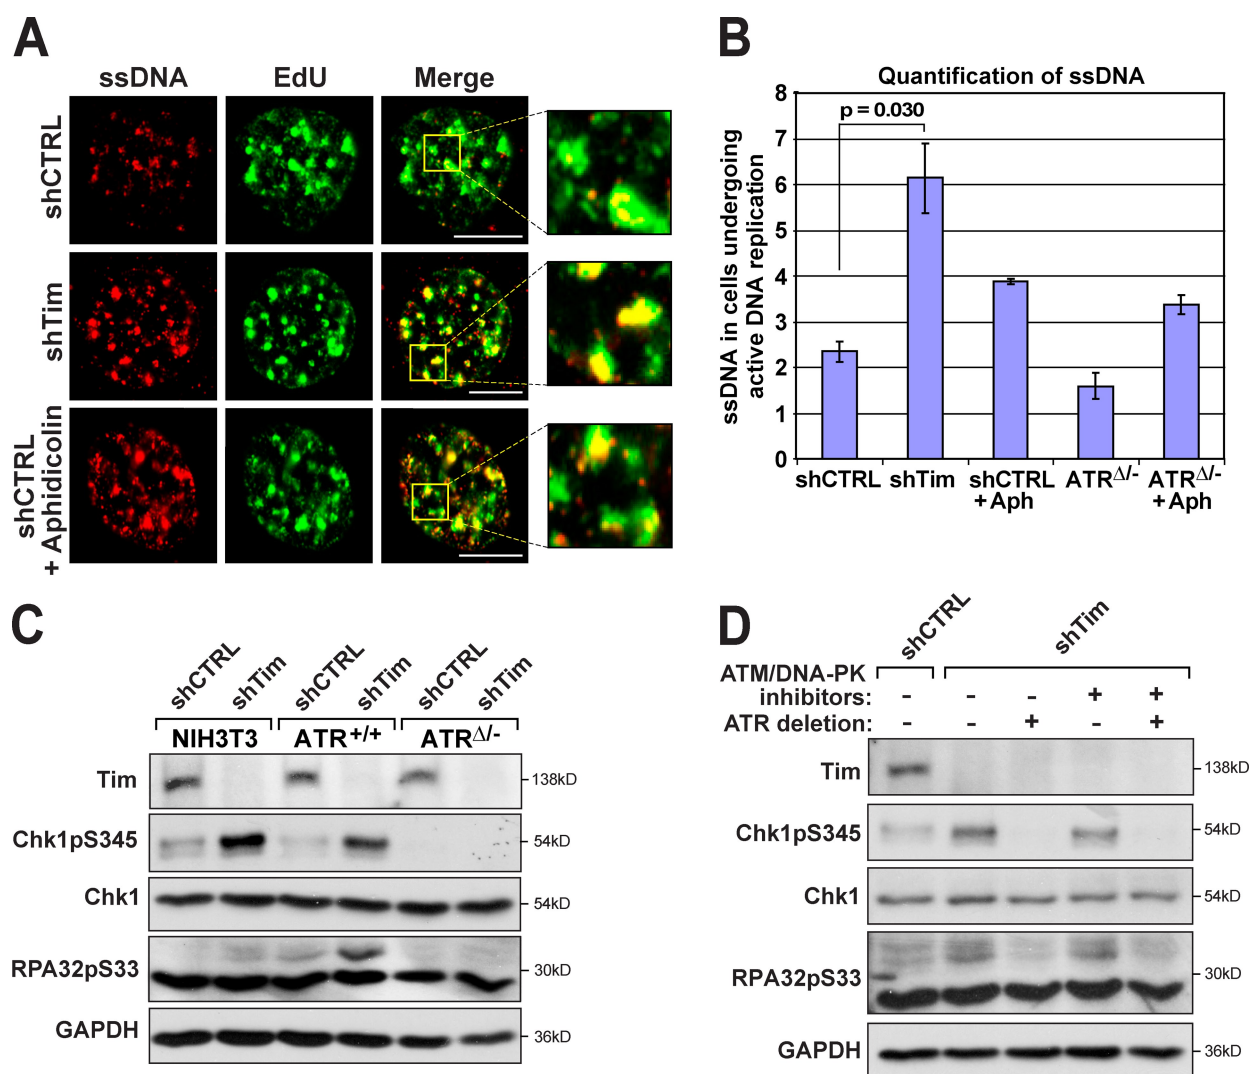 A
ssDNA EdU Merge
shCTRL
shTim
shCTRL
+ Aphidicolin
B
Quantification of ssDNA
ssDNA in cells undergoing
active DNA replication
8
7
6
5
4
3
2
1
0
p = 0.030
shCTRL shTim shCTRL ATRΔ/- ATRΔ/-
+ Aph + Aph
C
shCTRL shTim shCTRL shTim shCTRL shTim
NIH3T3 ATR+/+ ATRΔ/-
Tim 138kD
Chk1pS345 54kD
Chk1 54kD
RPA32pS33 30kD
GAPDH 36kD
D
shCTRL shTim
ATM/DNA-PK
inhibitors: - - - + +
ATR deletion: - - + - +
Tim 138kD
Chk1pS345 54kD
Chk1 54kD
RPA32pS33 30kD
GAPDH 36kD